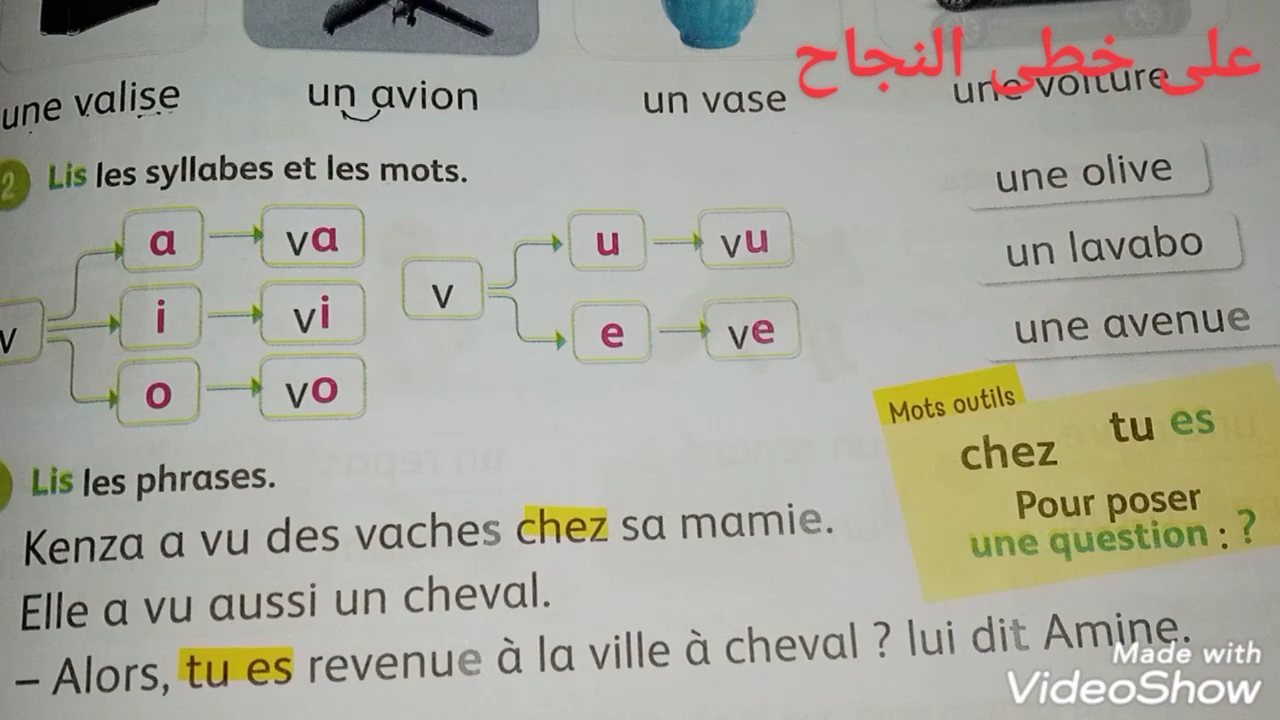 على خطى النجاح
une valise
un avion
un vase
une voiture
2 Lis les syllabes et les mots.
v
a
va
i
vi
o
vo
v
u
vu
e
ve
une olive
un lavabo
une avenue
Mots outils
chez
tu es
Pour poser
une question : ?
Lis les phrases.
Kenza a vu des vaches chez sa mamie.
Elle a vu aussi un cheval.
– Alors, tu es revenue à la ville à cheval ? lui dit Amine.
Made with
VideoShow